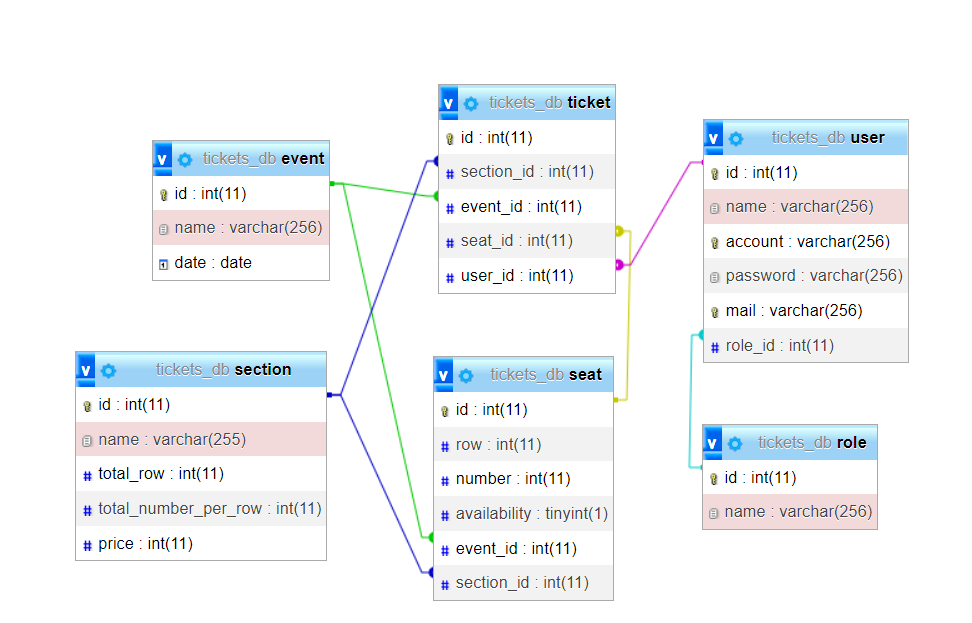 tickets_db event
id : int(11)
name : varchar(256)
date : date
tickets_db ticket
id : int(11)
section_id : int(11)
event_id : int(11)
seat_id : int(11)
user_id : int(11)
tickets_db user
id : int(11)
name : varchar(256)
account : varchar(256)
password : varchar(256)
mail : varchar(256)
role_id : int(11)
tickets_db section
id : int(11)
name : varchar(255)
total_row : int(11)
total_number_per_row : int(11)
price : int(11)
tickets_db seat
id : int(11)
row : int(11)
number : int(11)
availability : tinyint(1)
event_id : int(11)
section_id : int(11)
tickets_db role
id : int(11)
name : varchar(256)